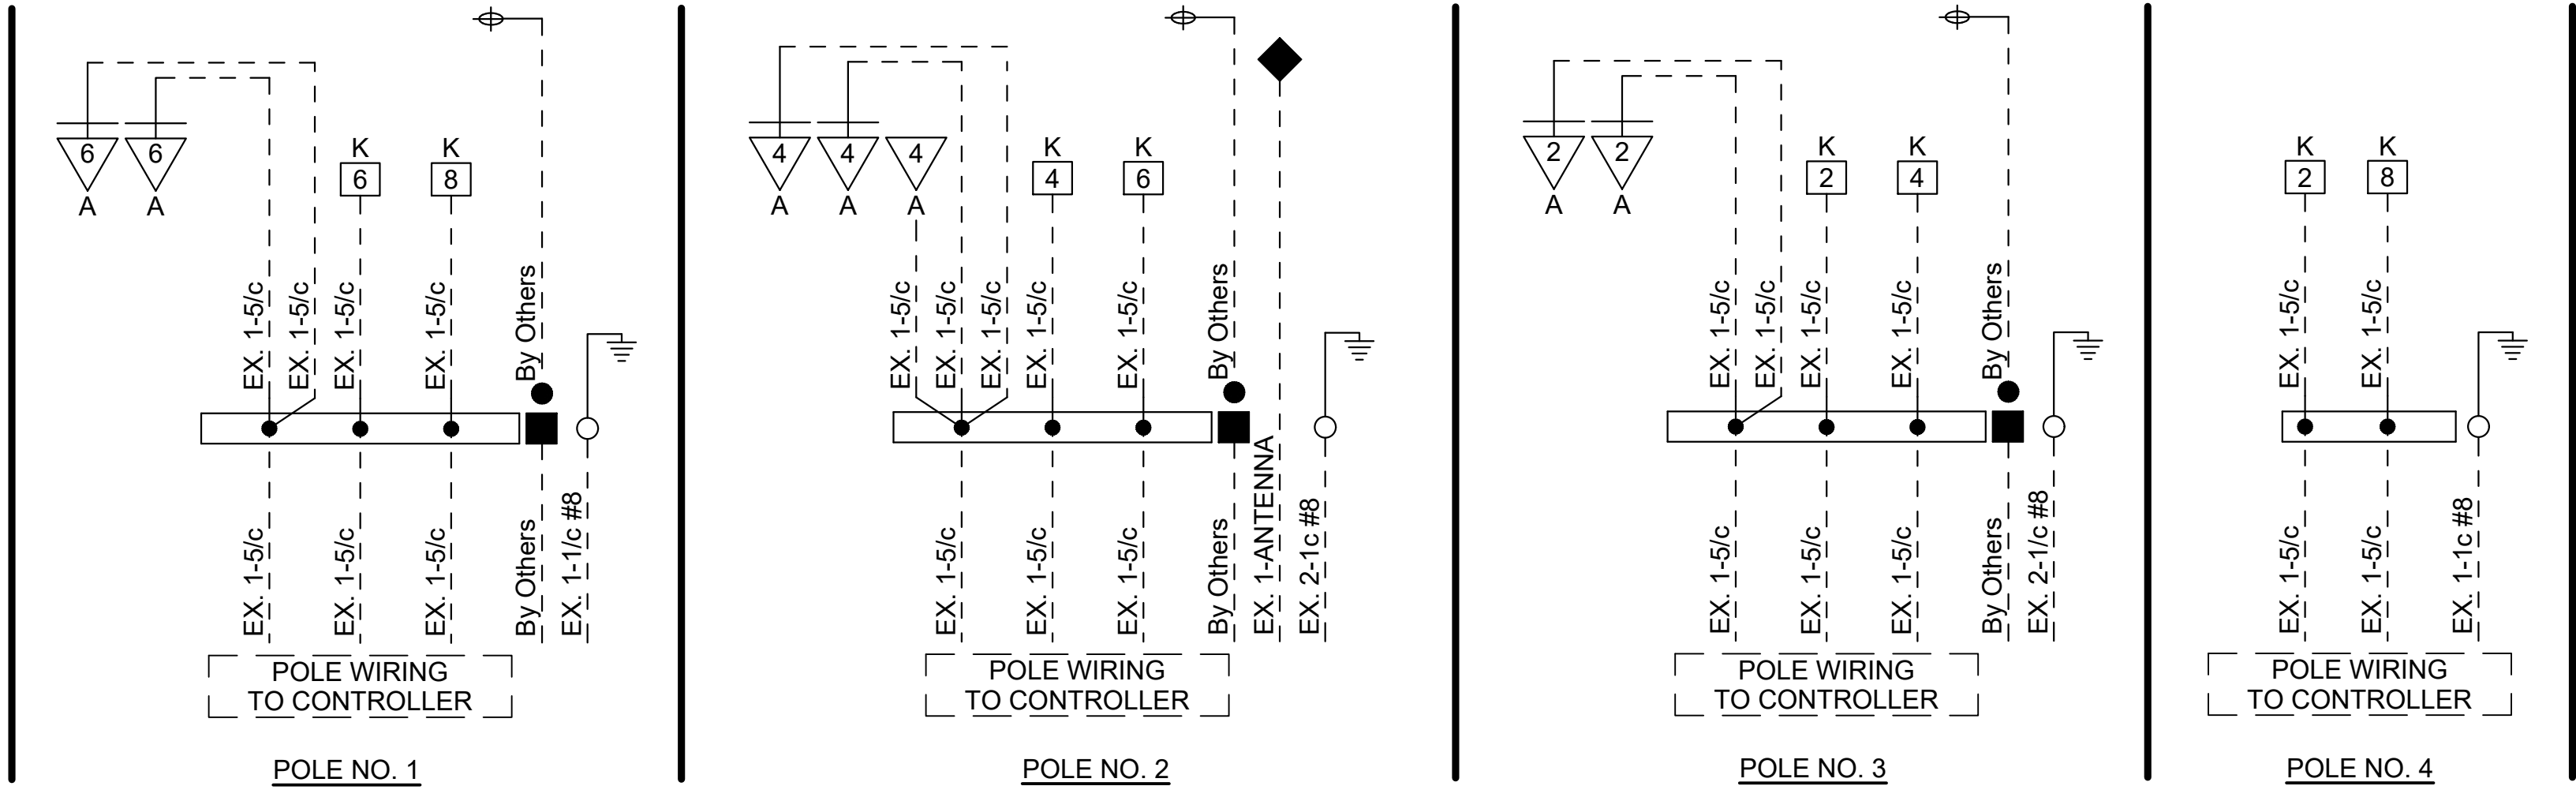 6 6
A A
K K
6 8
EX. 1-5/c
EX. 1-5/c
EX. 1-5/c
EX. 1-5/c
By Others
EX. 1-5/c
EX. 1-5/c
EX. 1-5/c
By Others
EX. 1-1/c #8
POLE WIRING
TO CONTROLLER
POLE NO. 1
4 4 4
A A A
K K
4 6
EX. 1-5/c
EX. 1-5/c
EX. 1-5/c
EX. 1-5/c
EX. 1-5/c
By Others
EX. 1-5/c
EX. 1-5/c
EX. 1-5/c
By Others
EX. 1-ANTENNA
EX. 2-1c #8
POLE WIRING
TO CONTROLLER
POLE NO. 2
2 2
A A
K K
2 4
EX. 1-5/c
EX. 1-5/c
EX. 1-5/c
EX. 1-5/c
By Others
EX. 1-5/c
EX. 1-5/c
EX. 1-5/c
By Others
EX. 2-1/c #8
POLE WIRING
TO CONTROLLER
POLE NO. 3
K K
2 8
EX. 1-5/c
EX. 1-5/c
EX. 1-5/c
EX. 1-5/c
EX. 1-1c #8
POLE WIRING
TO CONTROLLER
POLE NO. 4